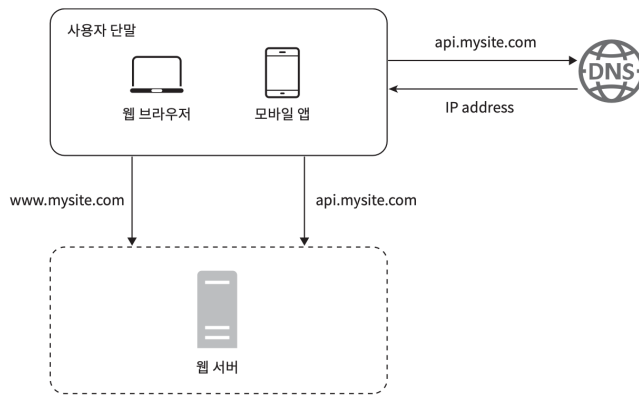 사용자 단말
웹 브라우저
모바일 앱
api.mysite.com
DNS
IP address
www.mysite.com
api.mysite.com
웹 서버